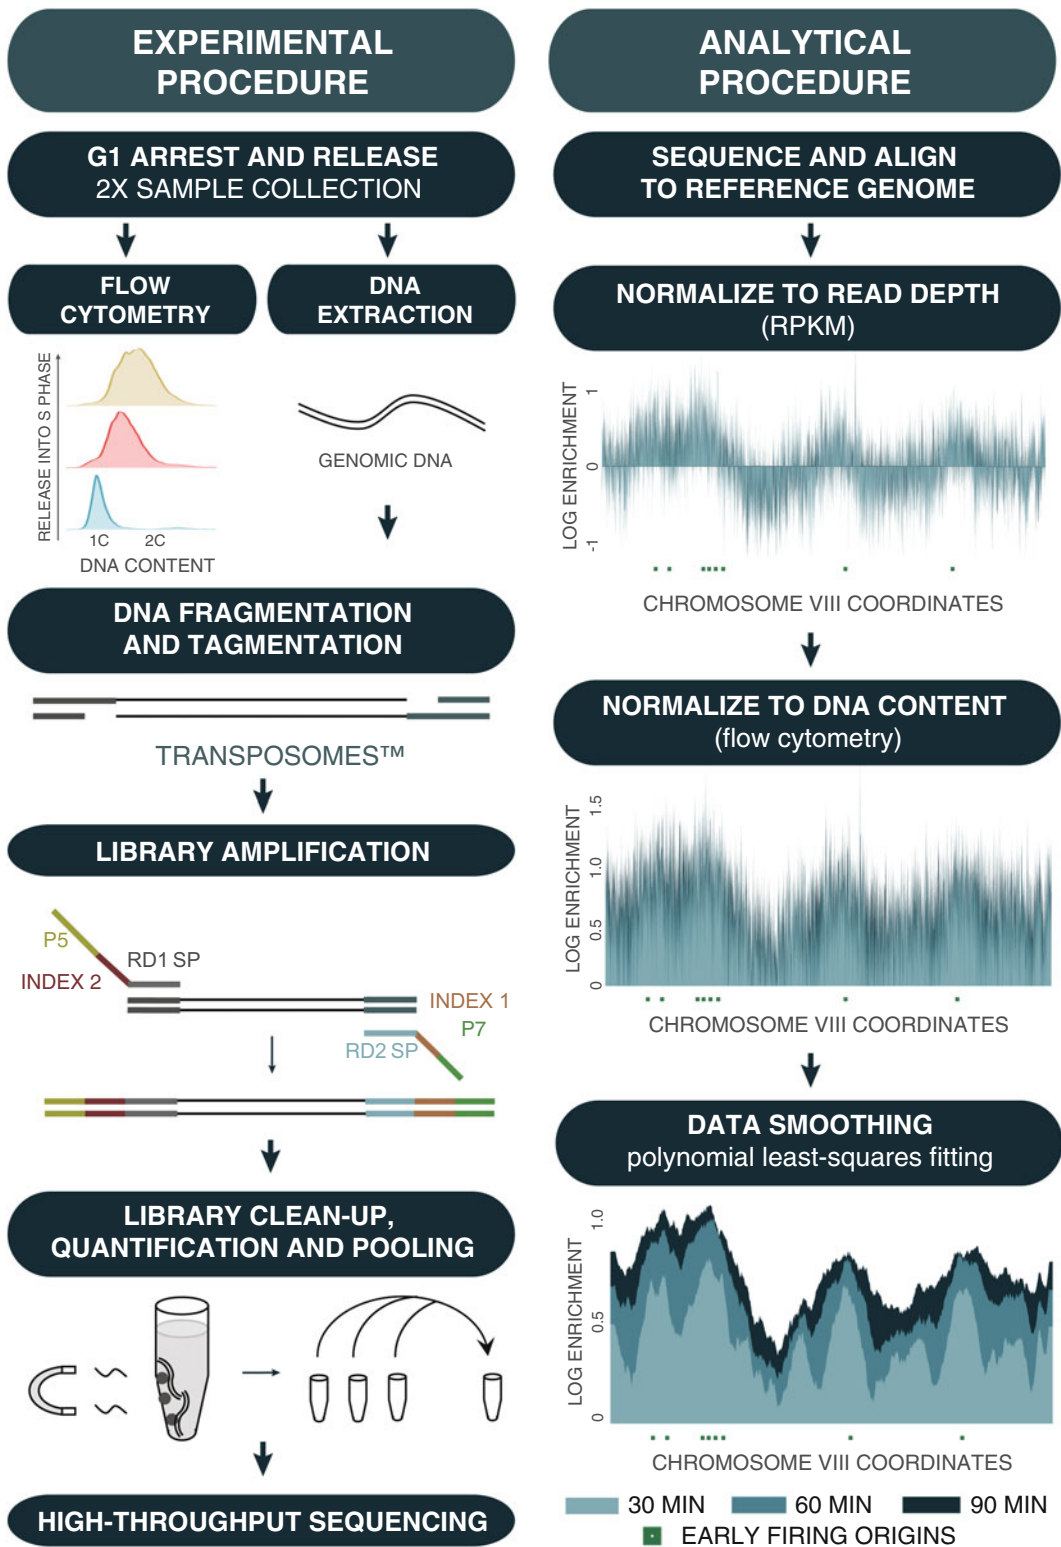 EXPERIMENTAL
PROCEDURE
G1 ARREST AND RELEASE
2X SAMPLE COLLECTION
FLOW
CYTOMETRY
DNA
EXTRACTION
RELEASE INTO S PHASE
1C 2C
DNA CONTENT
GENOMIC DNA
DNA FRAGMENTATION
AND TAGMENTATION
TRANSPOSOMES™
LIBRARY AMPLIFICATION
P5
RD1 SP
INDEX 2
INDEX 1
P7
RD2 SP
LIBRARY CLEAN-UP,
QUANTIFICATION AND POOLING
HIGH-THROUGHPUT SEQUENCING
ANALYTICAL
PROCEDURE
SEQUENCE AND ALIGN
TO REFERENCE GENOME
NORMALIZE TO READ DEPTH
(RPKM)
LOG ENRICHMENT
1
0
-1
CHROMOSOME VIII COORDINATES
NORMALIZE TO DNA CONTENT
(flow cytometry)
LOG ENRICHMENT
1.5
1.0
0.5
0
CHROMOSOME VIII COORDINATES
DATA SMOOTHING
polynomial least-squares fitting
LOG ENRICHMENT
1.0
0.5
0
CHROMOSOME VIII COORDINATES
30 MIN 60 MIN 90 MIN
EARLY FIRING ORIGINS